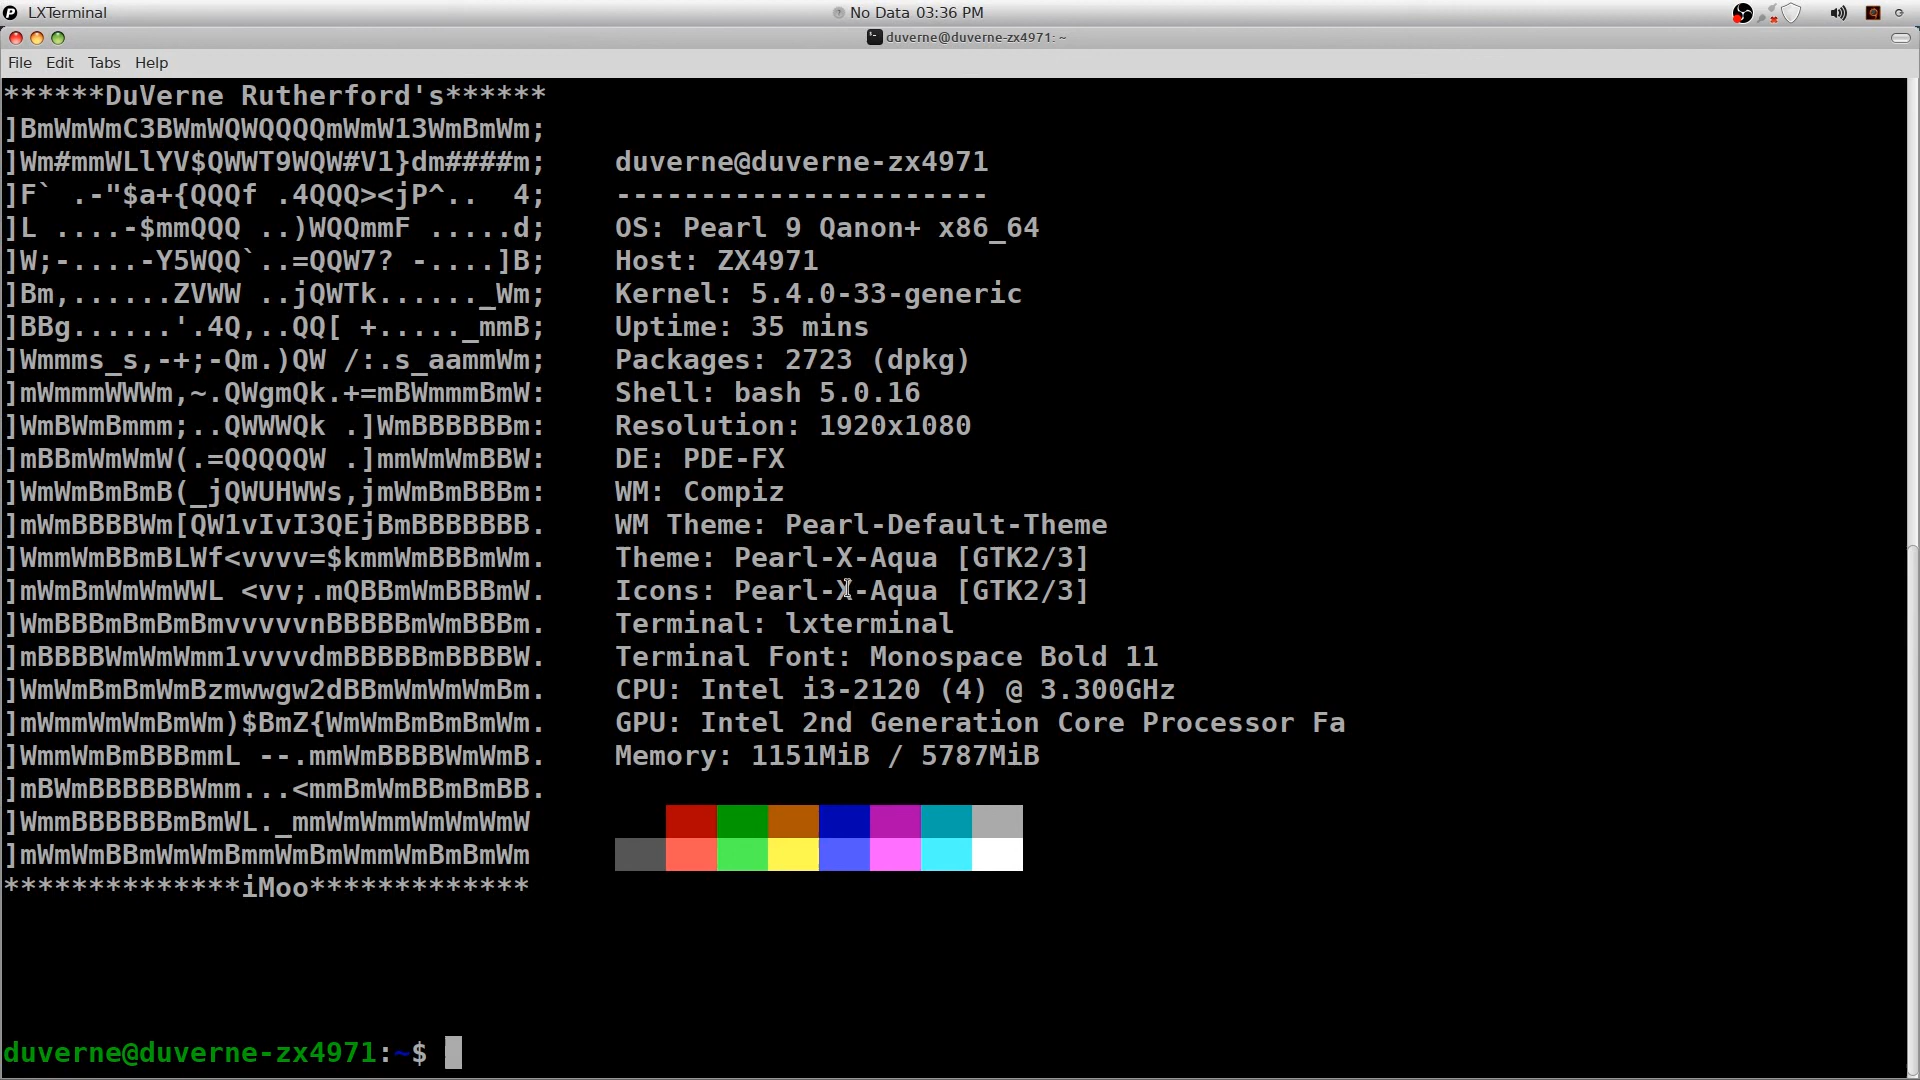 LXTerminal
No Data 03:36 PM
duverne@duverne-zx4971: ~
File Edit Tabs Help
******DuVerne Rutherford's******
]BmWmWmC3BWmWQWQQQQmWmW13WmBmWm;
]Wm#mmWLlYV$QWWT9WQW#V1}dm####m;
]F` .-"$a+{QQQf .4QQQ><jP^..  4;
]L ....-$mmQQQ ..)WQQmmF .....d;
]W;-....-Y5WQQ`..=QQW7? -....]B;
]Bm,......ZVWW ..jQWTk......_Wm;
]BBg......'.4Q,..QQ[ +....._mmB;
]Wmmms_s,-+;-Qm.)QW /:.s_aammWm;
]mWmmmWWWm,~.QWgmQk.+=mBWmmmBmW:
]WmBWmBmmm;..QWWWQk .]WmBBBBBBm:
]mBBmWmWmW(.=QQQQQW .]mmWmWmBBW:
]WmWmBmBmB(_jQWUHWWs,jmWmBmBBBm:
]mWmBBBBWm[QW1vIvI3QEjBmBBBBBBB.
]WmmWmBBmBLWf<vvvv=$kmmWmBBBmWm.
]mWmBmWmWmWWL <vv;.mQBBmWmBBBmW.
]WmBBBmBmBmBmvvvvvnBBBBBmWmBBBm.
]mBBBBWmWmWmm1vvvvdmBBBBBmBBBBW.
]WmWmBmBmWmBzmwwgw2dBBmWmWmWmBm.
]mWmmWmWmBmWm)$BmZ{WmWmBmBmBmWm.
]WmmWmBmBBBmmL --.mmWmBBBBWmWmB.
]mBWmBBBBBBWmm...<mmBmWmBBmBmBB.
]WmmBBBBBBmBmWL._mmWmWmmWmWmWmW
]mWmWmBBmWmWmBmmWmBmWmmWmBmBmWm
**************iMoo*************
duverne@duverne-zx4971
----------------------
OS: Pearl 9 Qanon+ x86_64
Host: ZX4971
Kernel: 5.4.0-33-generic
Uptime: 35 mins
Packages: 2723 (dpkg)
Shell: bash 5.0.16
Resolution: 1920x1080
DE: PDE-FX
WM: Compiz
WM Theme: Pearl-Default-Theme
Theme: Pearl-X-Aqua [GTK2/3]
Icons: Pearl-X-Aqua [GTK2/3]
Terminal: lxterminal
Terminal Font: Monospace Bold 11
CPU: Intel i3-2120 (4) @ 3.300GHz
GPU: Intel 2nd Generation Core Processor Fa
Memory: 1151MiB / 5787MiB
duverne@duverne-zx4971:~$